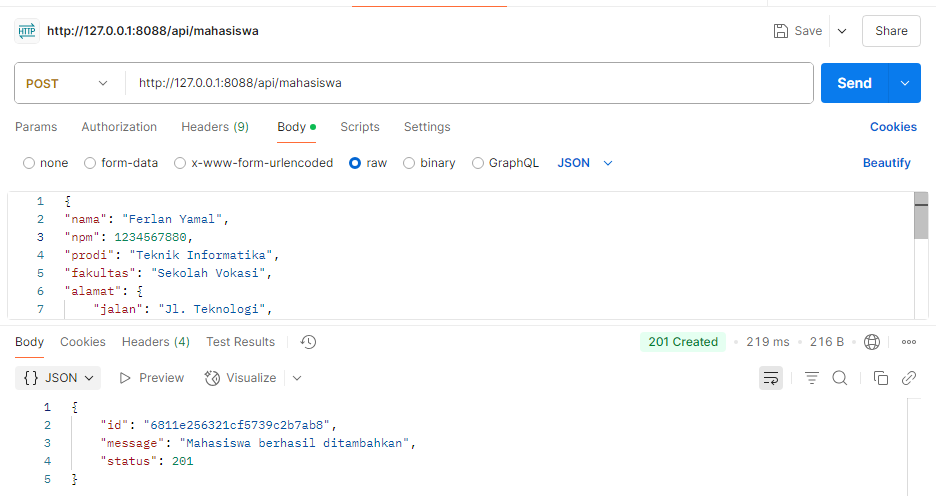 HTTP http://127.0.0.1:8088/api/mahasiswa Save Share
POST http://127.0.0.1:8088/api/mahasiswa Send
Params Authorization Headers (9) Body Scripts Settings Cookies
none form-data x-www-form-urlencoded raw binary GraphQL JSON Beautify
1 {
2 "nama": "Ferlan Yamal",
3 "npm": 1234567880,
4 "prodi": "Teknik Informatika",
5 "fakultas": "Sekolah Vokasi",
6 "alamat": {
7 "jalan": "Jl. Teknologi",
Body Cookies Headers (4) Test Results 201 Created 219 ms 216 B
{} JSON Preview Visualize
1 {
2 "id": "6811e256321cf5739c2b7ab8",
3 "message": "Mahasiswa berhasil ditambahkan",
4 "status": 201
5 }